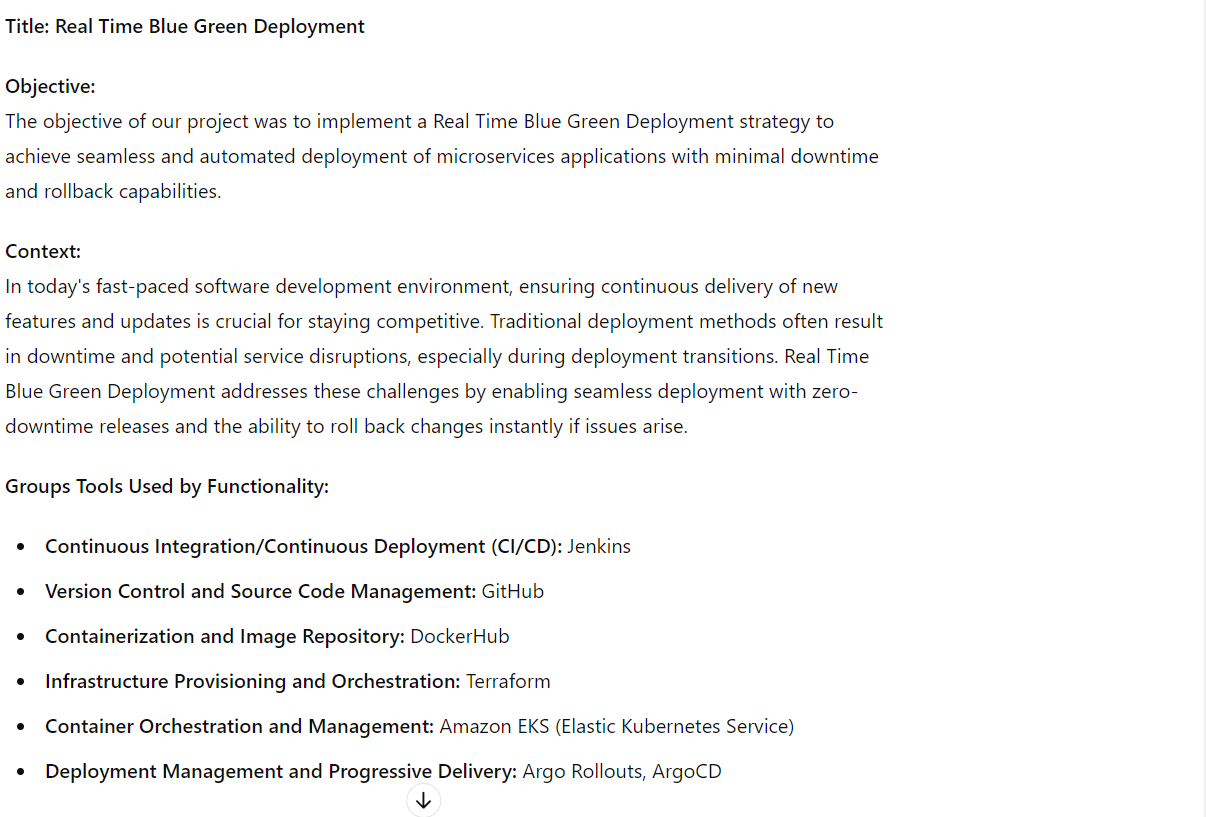 Title: Real Time Blue Green Deployment
Objective:
The objective of our project was to implement a Real Time Blue Green Deployment strategy to
achieve seamless and automated deployment of microservices applications with minimal downtime
and rollback capabilities.
Context:
In today's fast-paced software development environment, ensuring continuous delivery of new
features and updates is crucial for staying competitive. Traditional deployment methods often result
in downtime and potential service disruptions, especially during deployment transitions. Real Time
Blue Green Deployment addresses these challenges by enabling seamless deployment with zero-
downtime releases and the ability to roll back changes instantly if issues arise.
Groups Tools Used by Functionality:
• Continuous Integration/Continuous Deployment (CI/CD): Jenkins
• Version Control and Source Code Management: GitHub
• Containerization and Image Repository: DockerHub
• Infrastructure Provisioning and Orchestration: Terraform
• Container Orchestration and Management: Amazon EKS (Elastic Kubernetes Service)
• Deployment Management and Progressive Delivery: Argo Rollouts, ArgoCD